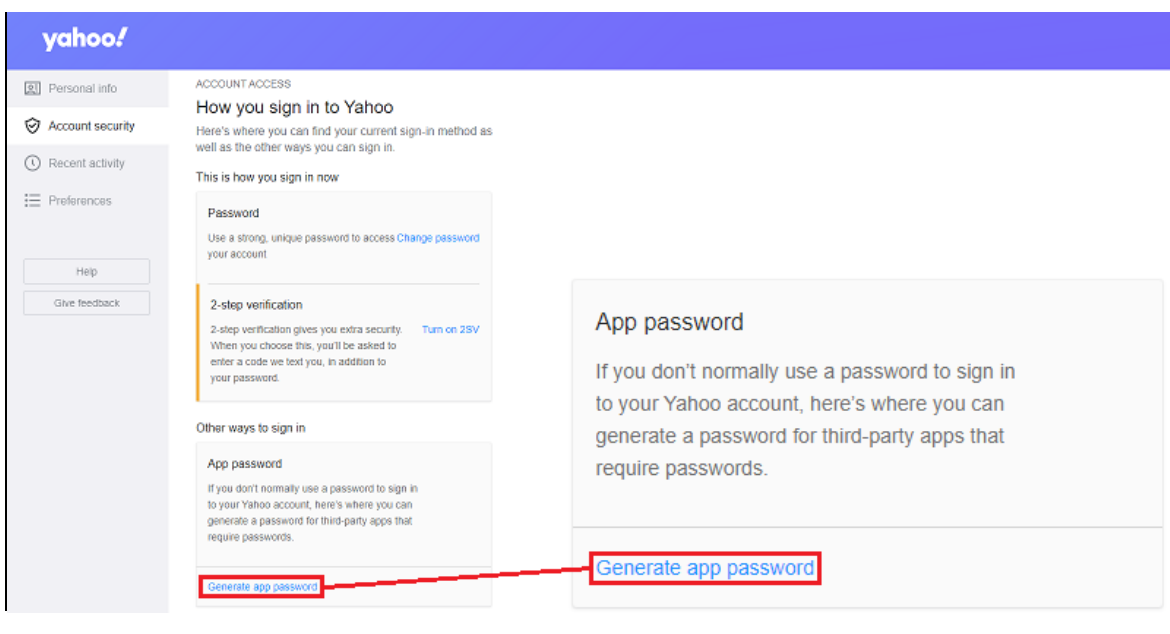 yahoo!
Personal info
Account security
Recent activity
Preferences
Help
Give feedback
ACCOUNT ACCESS
How you sign in to Yahoo
Here's where you can find your current sign-in method as
well as the other ways you can sign in.
This is how you sign in now
Password
Use a strong, unique password to access Change password
your account
2-step verification
2-step verification gives you extra security. Turn on 2SV
When you choose this, you'll be asked to
enter a code we text you, in addition to
your password.
Other ways to sign in
App password
If you don't normally use a password to sign in
to your Yahoo account, here's where you can
generate a password for third-party apps that
require passwords.
Generate app password
App password
If you don't normally use a password to sign in
to your Yahoo account, here's where you can
generate a password for third-party apps that
require passwords.
Generate app password